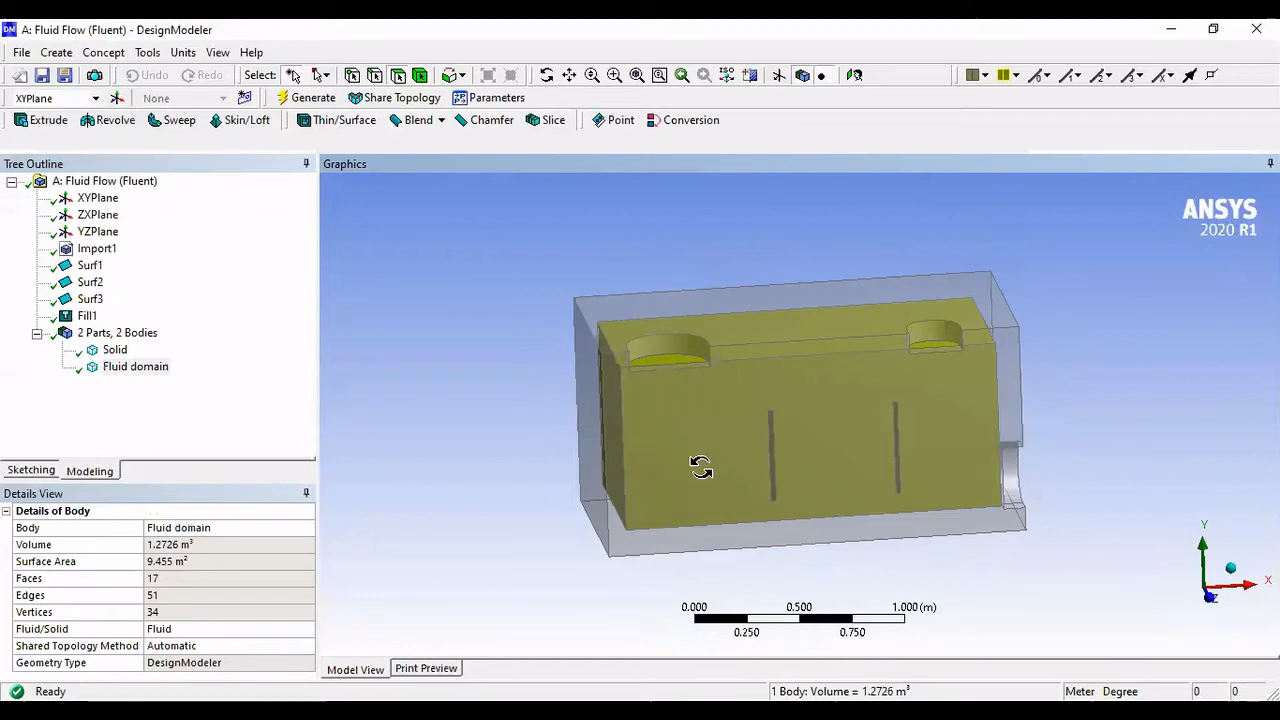 A: Fluid Flow (Fluent) - DesignModeler
File Create Concept Tools Units View Help
Undo Redo Select:
XYPlane None Generate Share Topology Parameters
Extrude Revolve Sweep Skin/Loft Thin/Surface Blend Chamfer Slice Point Conversion
Tree Outline
A: Fluid Flow (Fluent)
XYPlane
ZXPlane
YZPlane
Import1
Surf1
Surf2
Surf3
Fill1
2 Parts, 2 Bodies
Solid
Fluid domain
Sketching Modeling
Details View
Details of Body
Body Fluid domain
Volume 1.2726 m³
Surface Area 9.455 m²
Faces 17
Edges 51
Vertices 34
Fluid/Solid Fluid
Shared Topology Method Automatic
Geometry Type DesignModeler
Graphics
ANSYS
2020 R1
Y
X
Z
0.000 0.500 1.000 (m)
0.250 0.750
Model View Print Preview
Ready 1 Body: Volume = 1.2726 m³ Meter Degree 0 0